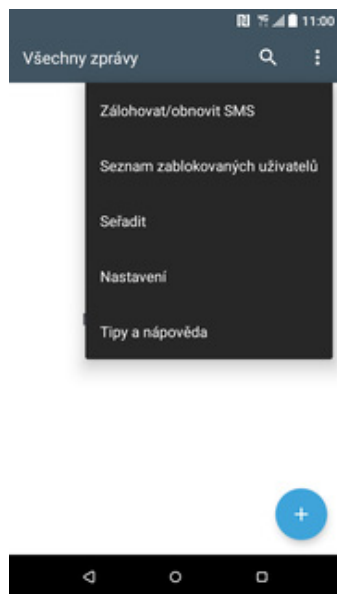 11:00
Všechny zprávy
Zálohovat/obnovit SMS
Seznam zablokovaných uživatelů
Seřadit
Nastavení
Tipy a nápověda